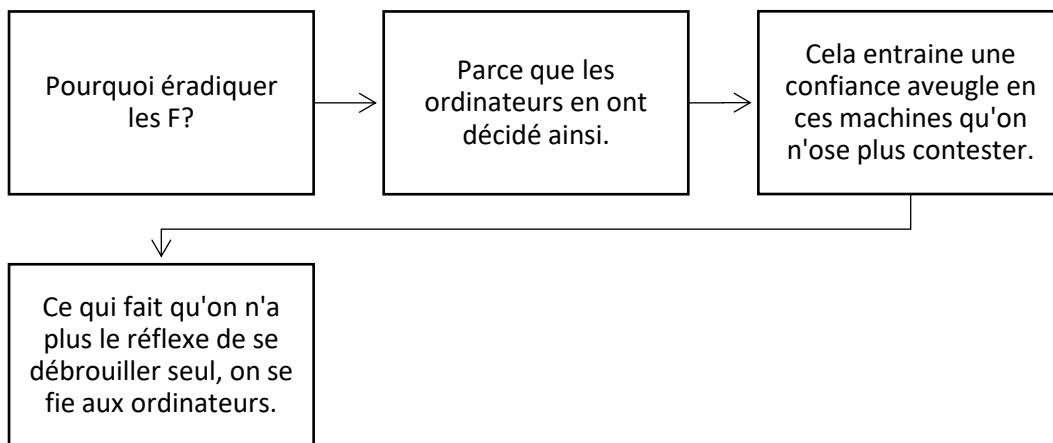 Pourquoi éradiquer
les F?
Parce que les
ordinateurs en ont
décidé ainsi.
Cela entraine une
confiance aveugle en
ces machines qu'on
n'ose plus contester.
Ce qui fait qu'on n'a
plus le réflexe de se
débrouiller seul, on se
fie aux ordinateurs.